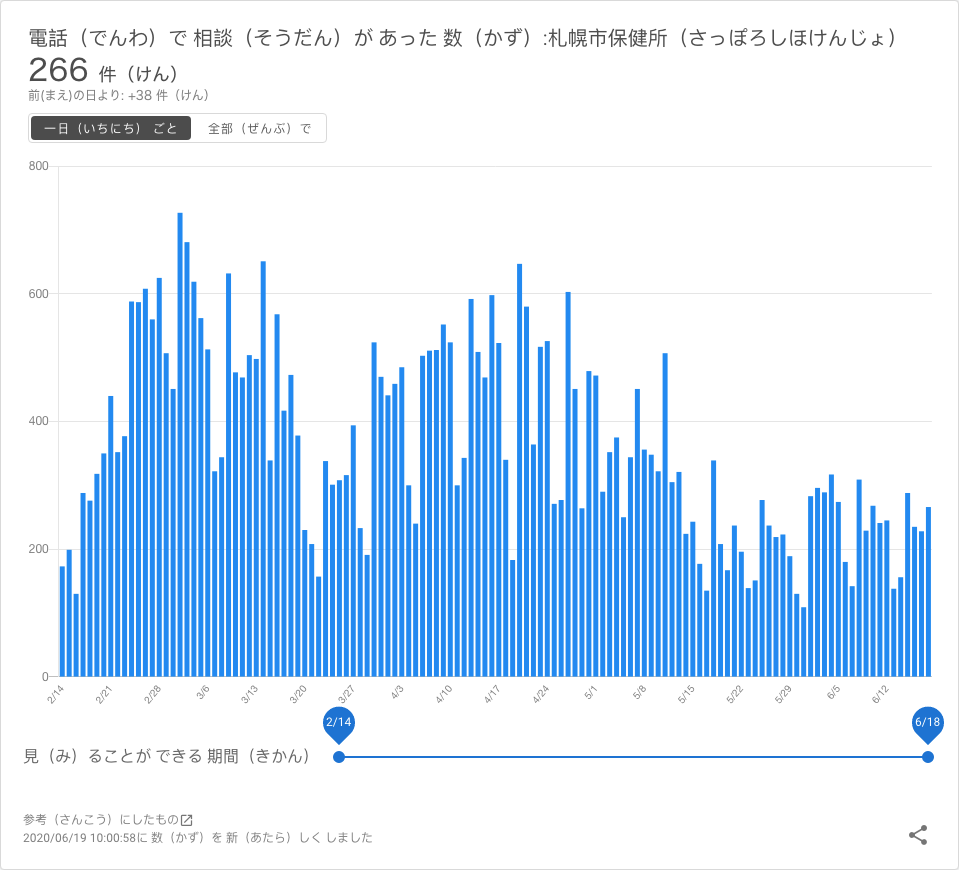 電話（でんわ）で 相談（そうだん）が あった 数（かず）:札幌市保健所（さっぽろしほけんじょ）
266 件（けん）
前(まえ)の日より: +38 件（けん）
一日（いちにち） ごと
全部（ぜんぶ）で
800
600
400
200
0
2/14 2/21 2/28 3/6 3/13 3/20 3/27 4/3 4/10 4/17 4/24 5/1 5/8 5/15 5/22 5/29 6/5 6/12
2/14 6/18
見（み）ることが できる 期間（きかん）
参考（さんこう）にしたもの
2020/06/19 10:00:58に 数（かず）を 新（あたら）しく しました